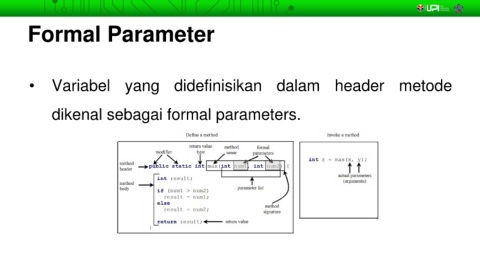 UPI
Formal Parameter
• Variabel yang didefinisikan dalam header metode
dikenal sebagai formal parameters.
Define a method
Invoke a method
modifier
return value
type
method
name
formal
parameters
method
header
public static int max(int num1, int num2) {
int z = max(x, y);
method
body
int result;
parameter list
actual parameters
(arguments)
if (num1 > num2)
result = num1;
else
result = num2;
method
signature
return result;
return value
}